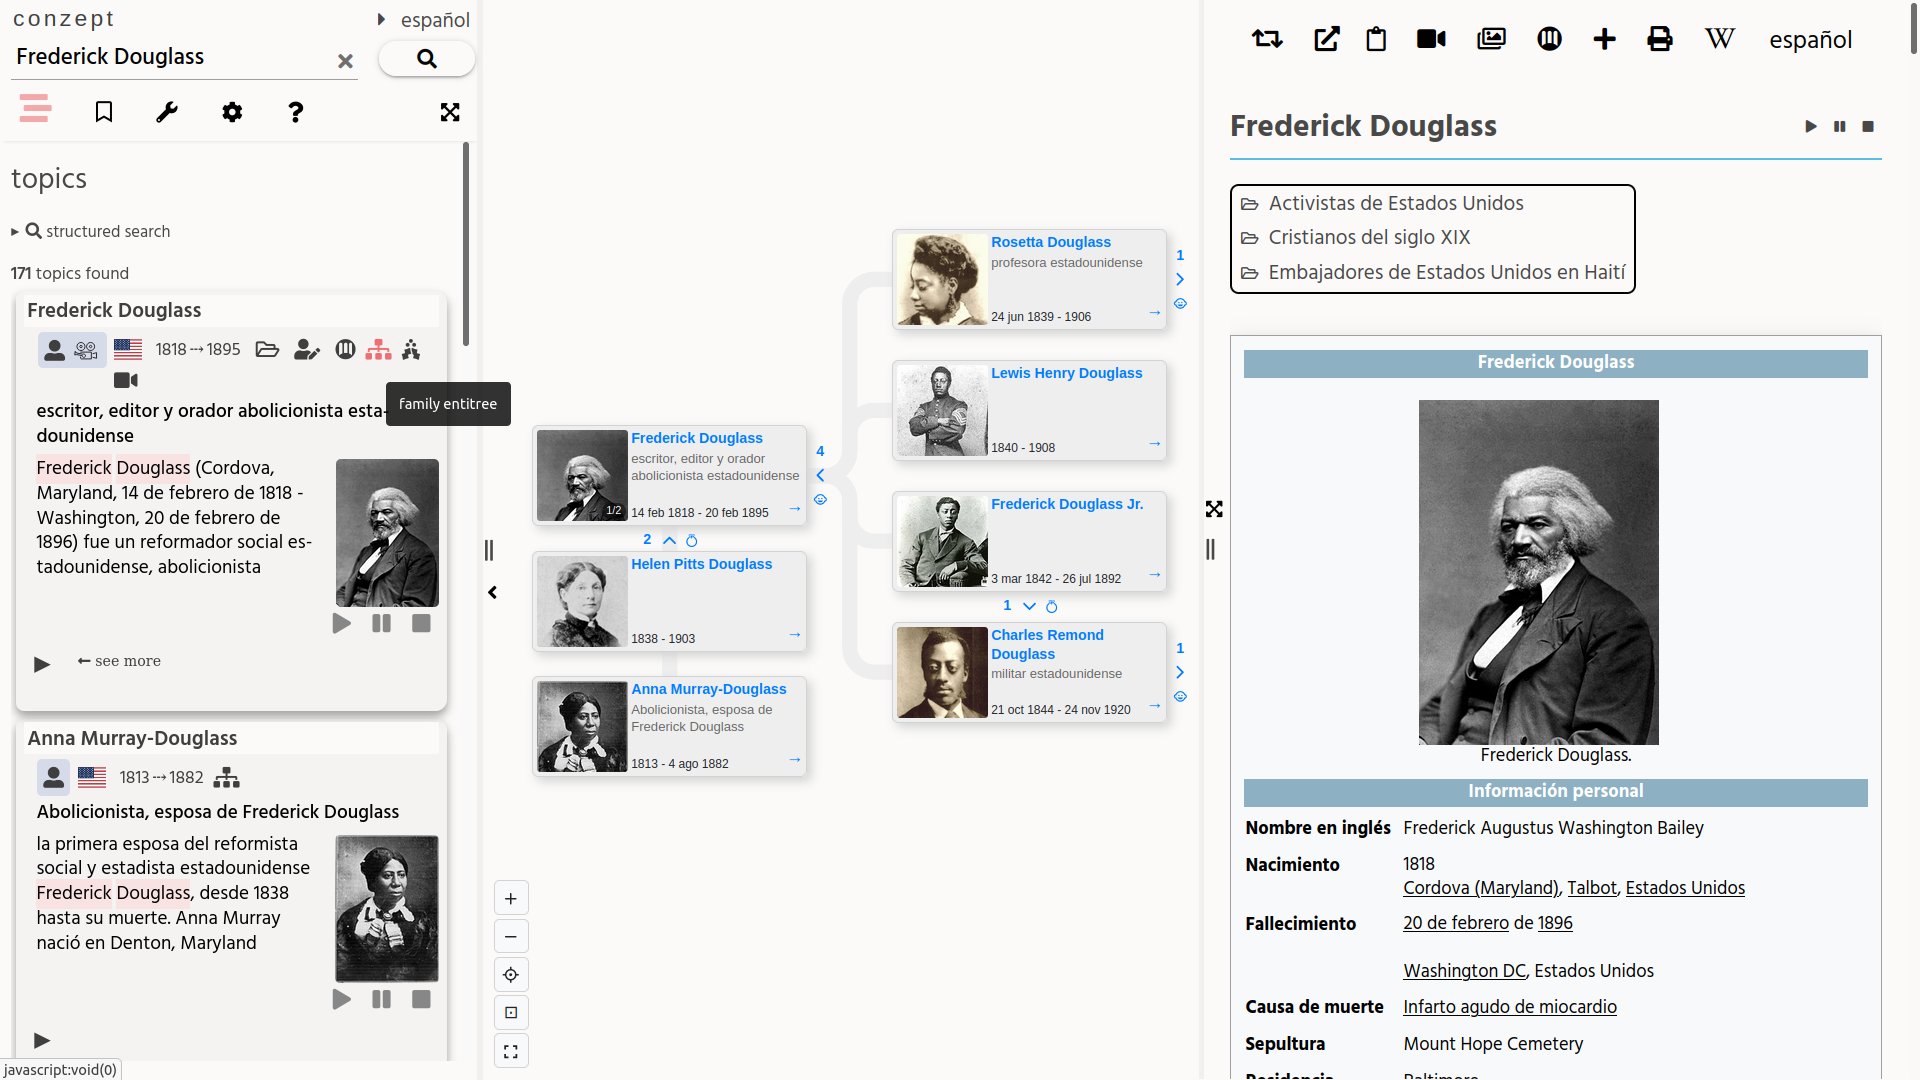 conzept
español
Frederick Douglass
topics
structured search
171 topics found
Frederick Douglass
1818 ⤏ 1895
family entitree
escritor, editor y orador abolicionista esta-
dounidense
Frederick Douglass (Cordova,
Maryland, 14 de febrero de 1818 -
Washington, 20 de febrero de
1896) fue un reformador social es-
tadounidense, abolicionista
see more
Anna Murray-Douglass
1813 ⤏ 1882
Abolicionista, esposa de Frederick Douglass
la primera esposa del reformista
social y estadista estadounidense
Frederick Douglass, desde 1838
hasta su muerte. Anna Murray
nació en Denton, Maryland
javascript:void(0)
Frederick Douglass
escritor, editor y orador
abolicionista estadounidense
1/2
14 feb 1818 - 20 feb 1895
4
2
Helen Pitts Douglass
1838 - 1903
Anna Murray-Douglass
Abolicionista, esposa de
Frederick Douglass
1813 - 4 ago 1882
Rosetta Douglass
profesora estadounidense
24 jun 1839 - 1906
1
Lewis Henry Douglass
1840 - 1908
Frederick Douglass Jr.
3 mar 1842 - 26 jul 1892
1
Charles Remond
Douglass
militar estadounidense
21 oct 1844 - 24 nov 1920
1
W
español
Frederick Douglass
Activistas de Estados Unidos
Cristianos del siglo XIX
Embajadores de Estados Unidos en Haití
Frederick Douglass
Frederick Douglass.
Información personal
Nombre en inglés Frederick Augustus Washington Bailey
Nacimiento 1818
Cordova (Maryland), Talbot, Estados Unidos
Fallecimiento 20 de febrero de 1896
Washington DC, Estados Unidos
Causa de muerte Infarto agudo de miocardio
Sepultura Mount Hope Cemetery
Residencia Baltimore